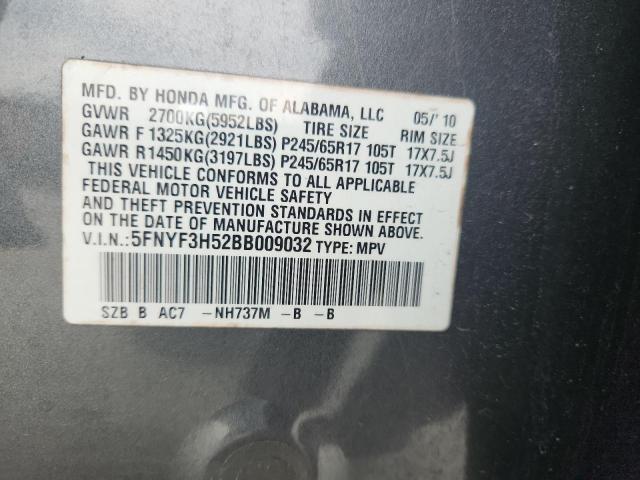 MFD. BY HONDA MFG. OF ALABAMA, LLC 05/'10
GVWR 2700KG(5952LBS) TIRE SIZE RIM SIZE
GAWR F 1325KG(2921LBS) P245/65R17 105T 17X7.5J
GAWR R1450KG(3197LBS) P245/65R17 105T 17X7.5J
THIS VEHICLE CONFORMS TO ALL APPLICABLE
FEDERAL MOTOR VEHICLE SAFETY
AND THEFT PREVENTION STANDARDS IN EFFECT
ON THE DATE OF MANUFACTURE SHOWN ABOVE
V.I.N.:5FNYF3H52BB009032 TYPE: MPV
SZB B AC7 -NH737M -B -B